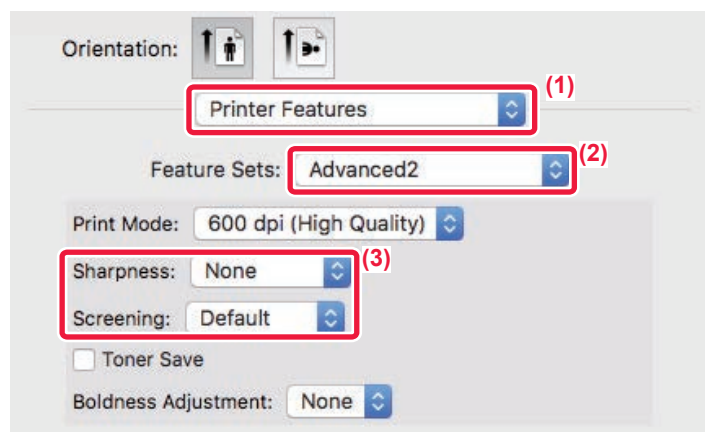 Orientation:
(1)
Printer Features
(2)
Feature Sets: Advanced2
Print Mode: 600 dpi (High Quality)
(3)
Sharpness: None
Screening: Default
Toner Save
Boldness Adjustment: None